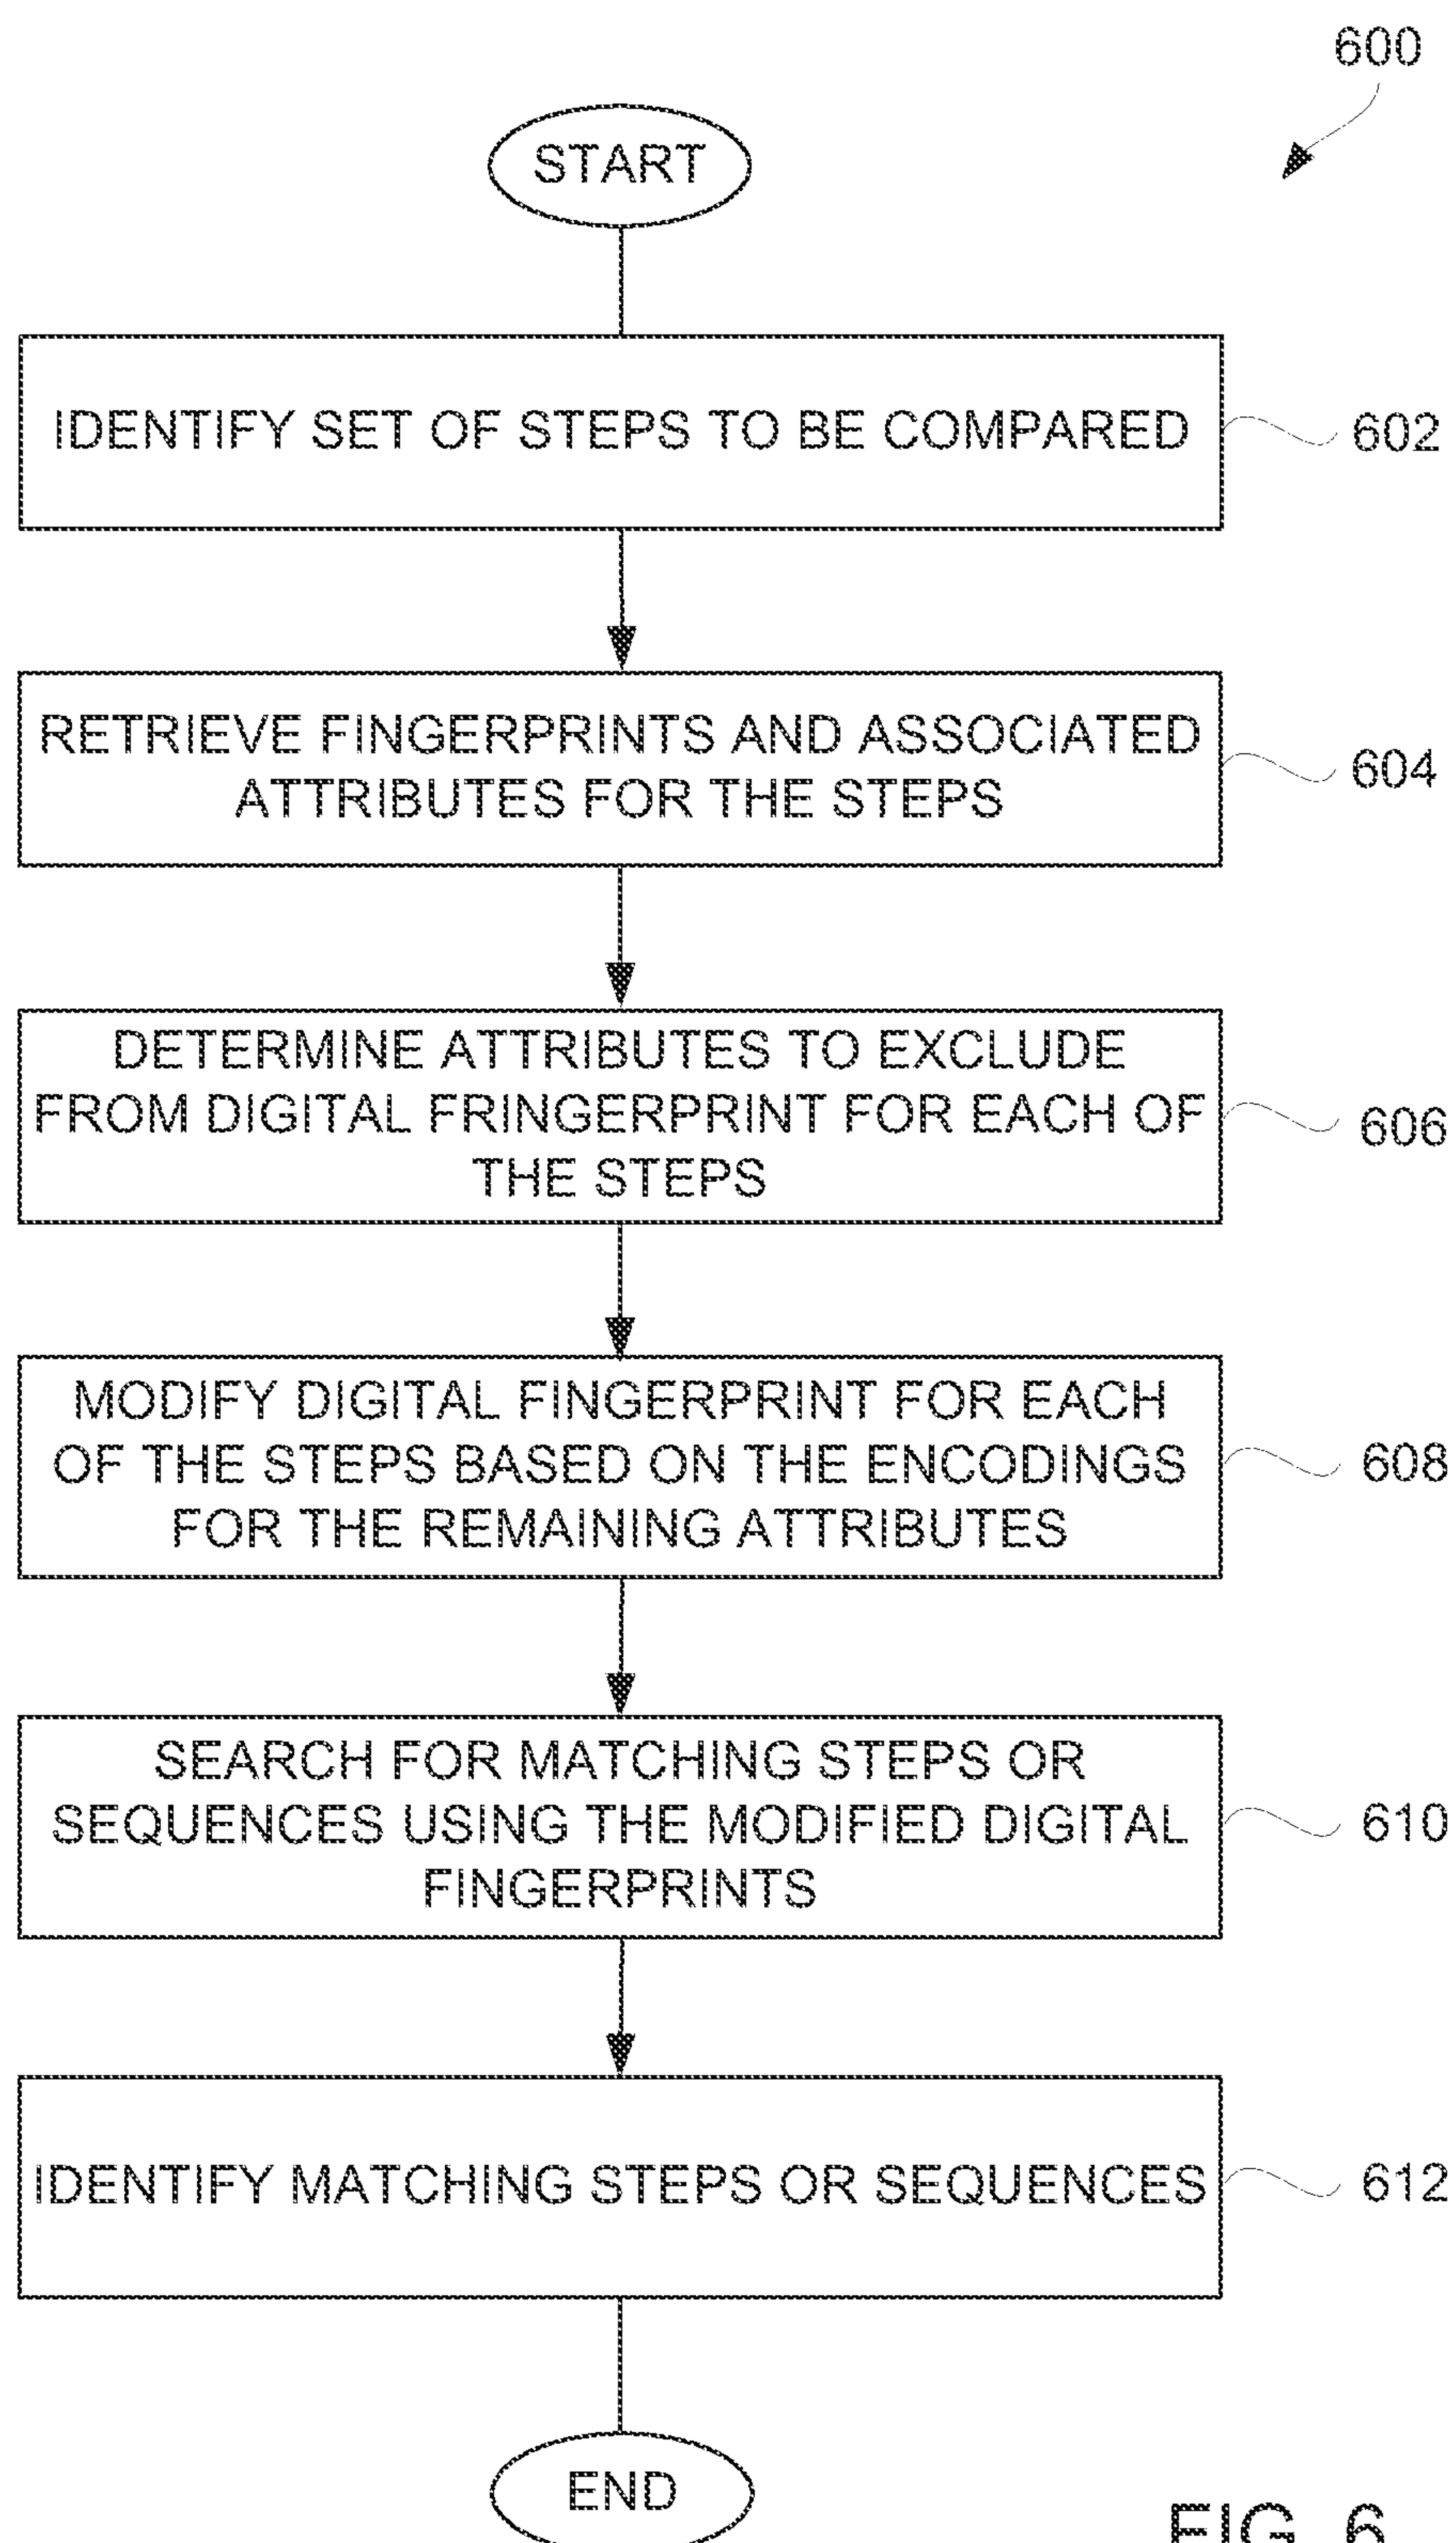 600
START
IDENTIFY SET OF STEPS TO BE COMPARED
602
RETRIEVE FINGERPRINTS AND ASSOCIATED
ATTRIBUTES FOR THE STEPS
604
DETERMINE ATTRIBUTES TO EXCLUDE
FROM DIGITAL FRINGERPRINT FOR EACH OF
THE STEPS
606
MODIFY DIGITAL FINGERPRINT FOR EACH
OF THE STEPS BASED ON THE ENCODINGS
FOR THE REMAINING ATTRIBUTES
608
SEARCH FOR MATCHING STEPS OR
SEQUENCES USING THE MODIFIED DIGITAL
FINGERPRINTS
610
IDENTIFY MATCHING STEPS OR SEQUENCES
612
END
FIG. 6